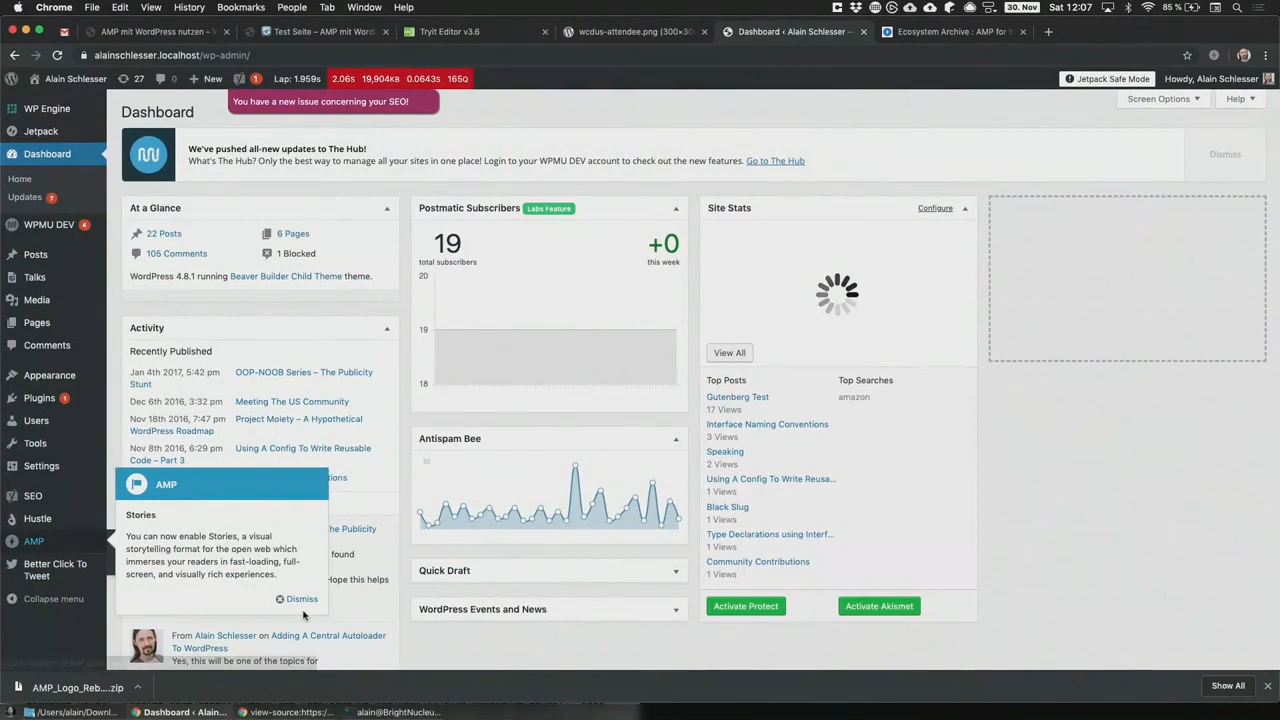 Chrome File Edit View History Bookmarks People Tab Window Help
30. Nov Sat 12:07 85 %
AMP mit WordPress nutzen – V
Test Seite – AMP mit WordPre
Tryit Editor v3.6
wcdus-attendee.png (300×300
Dashboard ‹ Alain Schlesser
Ecosystem Archive : AMP for W
alainschlesser.localhost/wp-admin/
Alain Schlesser 27 0 + New 1 Lap: 1.959s 2.06s 19,904KB 0.0643s 165Q
Jetpack Safe Mode
Howdy, Alain Schlesser
You have a new issue concerning your SEO!
Screen Options ▼
Help ▼
WP Engine
Jetpack
Dashboard
Home
Updates 7
WPMU DEV 4
Posts
Talks
Media
Pages
Comments
Appearance
Plugins 1
Users
Tools
Settings
SEO
Hustle
AMP
Better Click To
Tweet
Collapse menu
Dashboard
We've pushed all-new updates to The Hub!
What's The Hub? Only the best way to manage all your sites in one place! Login to your WPMU DEV account to check out the new features. Go to The Hub
Dismiss
At a Glance
22 Posts
6 Pages
105 Comments
1 Blocked
WordPress 4.8.1 running Beaver Builder Child Theme theme.
Activity
Recently Published
Jan 4th 2017, 5:42 pm OOP-NOOB Series – The Publicity
Stunt
Dec 6th 2016, 3:32 pm Meeting The US Community
Nov 18th 2016, 7:47 pm Project Moiety – A Hypothetical
WordPress Roadmap
Nov 8th 2016, 6:29 pm Using A Config To Write Reusable
Code – Part 3
tions
he Publicity
found
Hope this helps
AMP
Stories
You can now enable Stories, a visual
storytelling format for the open web which
immerses your readers in fast-loading, full-
screen, and visually rich experiences.
Dismiss
From Alain Schlesser on Adding A Central Autoloader
To WordPress
Yes, this will be one of the topics for
Postmatic Subscribers Labs Feature
19
total subscribers
+0
this week
20
19
18
Antispam Bee
30
Quick Draft
WordPress Events and News
Site Stats
Configure
View All
Top Posts
Gutenberg Test
17 Views
Interface Naming Conventions
3 Views
Speaking
2 Views
Using A Config To Write Reusa...
1 Views
Black Slug
1 Views
Type Declarations using Interf...
1 Views
Community Contributions
1 Views
Top Searches
amazon
Activate Protect
Activate Akismet
AMP_Logo_Reb....zip
Show All
/Users/alain/Downl...
Dashboard ‹ Alain...
view-source:https:/...
alain@BrightNucleu...